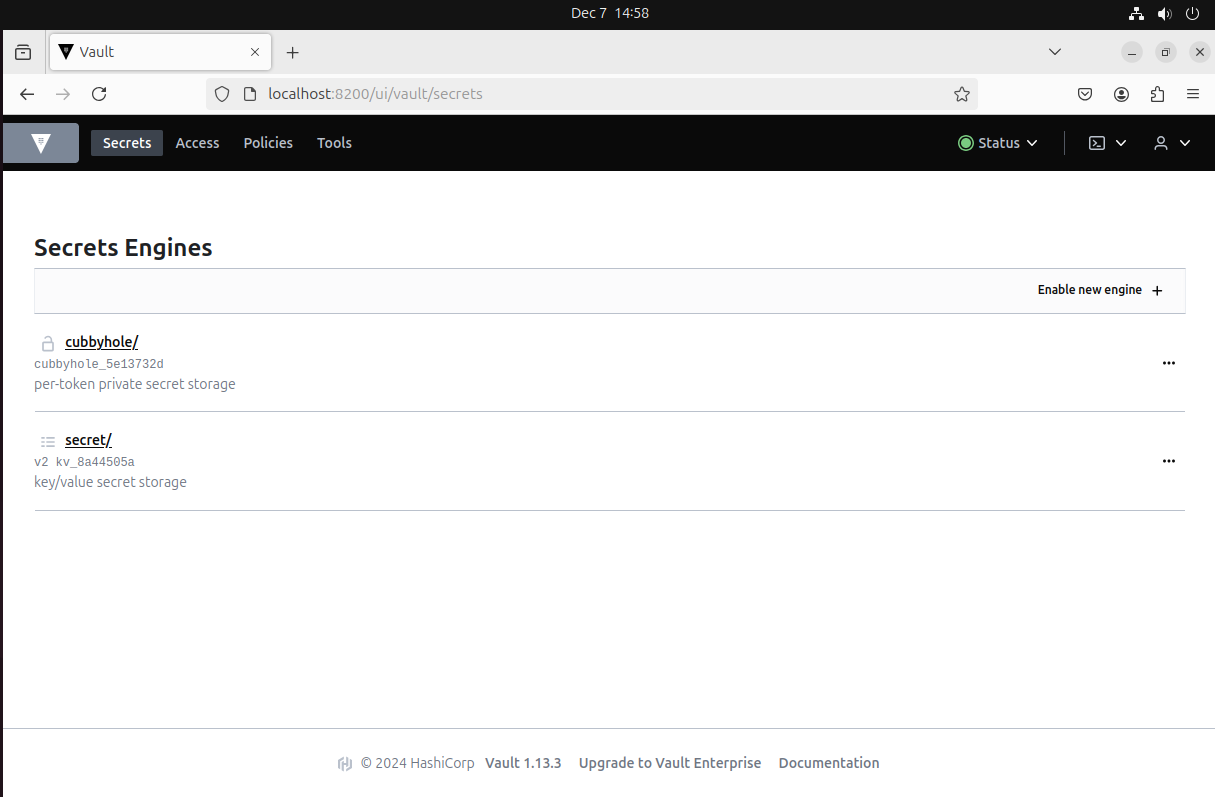 Dec 7 14:58
Vault
localhost:8200/ui/vault/secrets
Secrets Access Policies Tools Status
Secrets Engines
Enable new engine
cubbyhole/
cubbyhole_5e13732d
per-token private secret storage
secret/
v2 kv_8a44505a
key/value secret storage
© 2024 HashiCorp Vault 1.13.3 Upgrade to Vault Enterprise Documentation